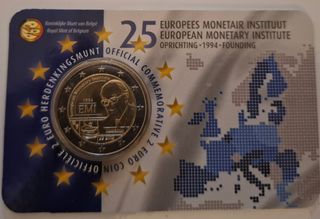 Koninklijke Munt van België
Royal Mint of Belgium
25
EUROPEES MONETAIR INSTITUUT
EUROPEAN MONETARY INSTITUTE
OPRICHTING · 1994 · FOUNDING
OFFICIËLE 2 EURO HERDENKINGSMUNT
OFFICIAL COMMEMORATIVE 2 EURO COIN
1994
EMI